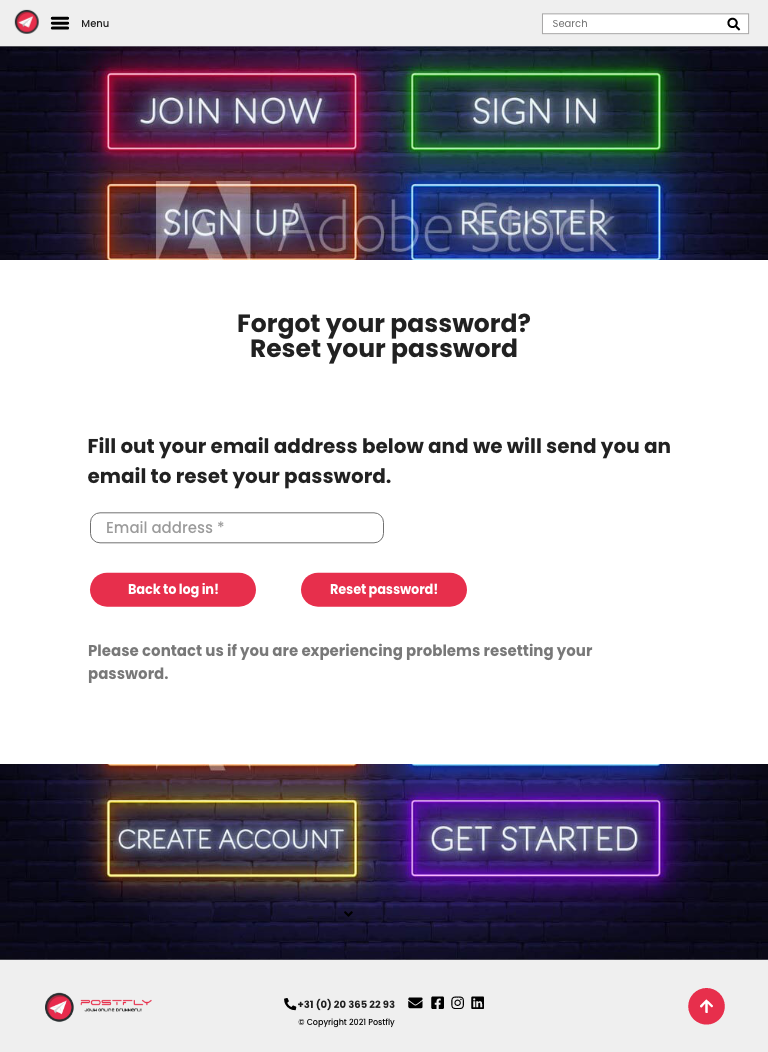 Menu
Search
JOIN NOW
SIGN IN
SIGN UP
REGISTER
Adobe Stock
Forgot your password?
Reset your password
Fill out your email address below and we will send you an
email to reset your password.
Email address *
Back to log in!
Reset password!
Please contact us if you are experiencing problems resetting your
password.
CREATE ACCOUNT
GET STARTED
POSTFLY
+31 (0) 20 365 22 93
© Copyright 2021 Postfly